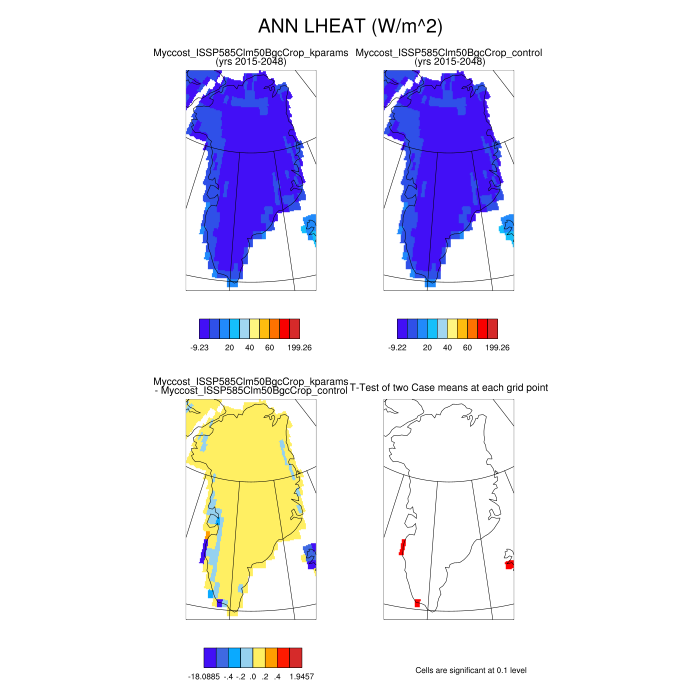 ANN LHEAT (W/m^2)
Myccost_ISSP585Clm50BgcCrop_kparams
(yrs 2015-2048)
Myccost_ISSP585Clm50BgcCrop_control
(yrs 2015-2048)
-9.23 20 40 60 199.26
-9.22 20 40 60 199.26
Myccost_ISSP585Clm50BgcCrop_kparams
- Myccost_ISSP585Clm50BgcCrop_control
T-Test of two Case means at each grid point
-18.0885 -.4 -.2 .0 .2 .4 1.9457
Cells are significant at 0.1 level